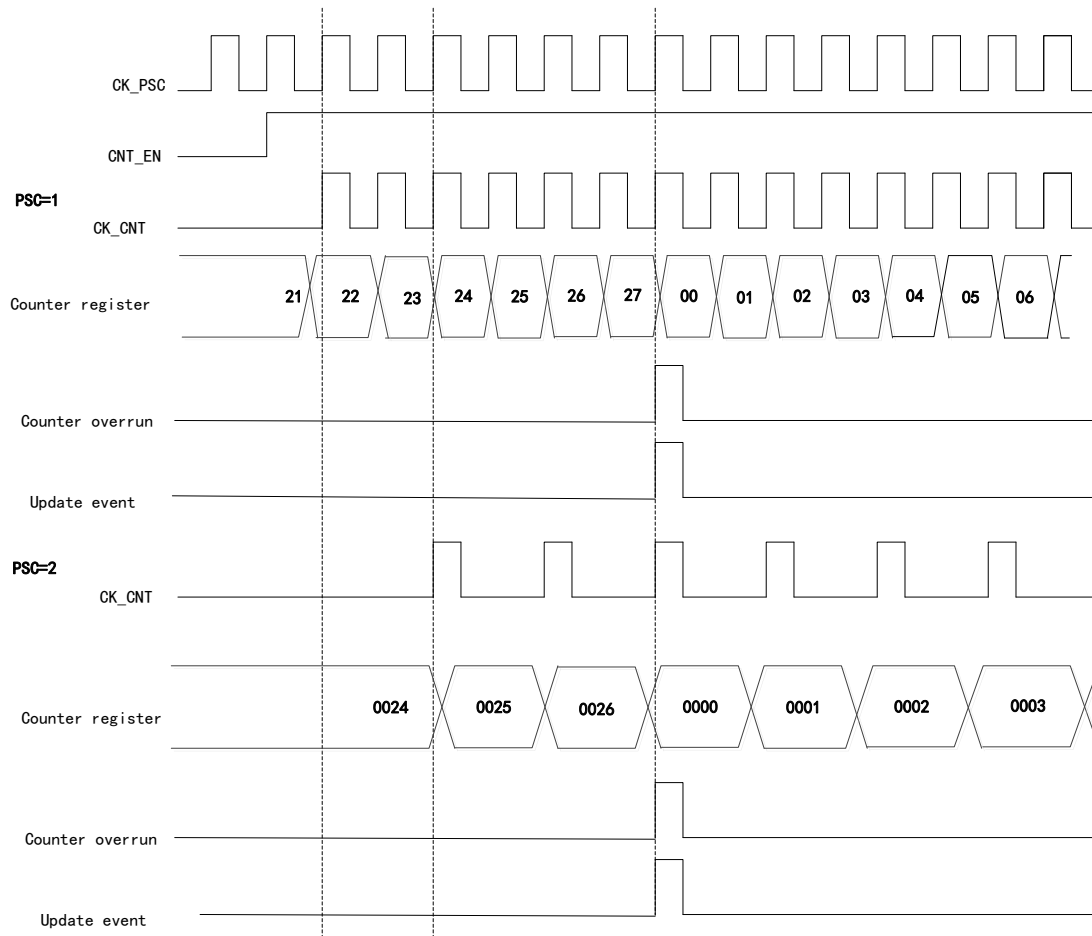 CK_PSC
CNT_EN
PSC=1
CK_CNT
Counter register 21 22 23 24 25 26 27 00 01 02 03 04 05 06
Counter overrun
Update event
PSC=2
CK_CNT
Counter register 0024 0025 0026 0000 0001 0002 0003
Counter overrun
Update event